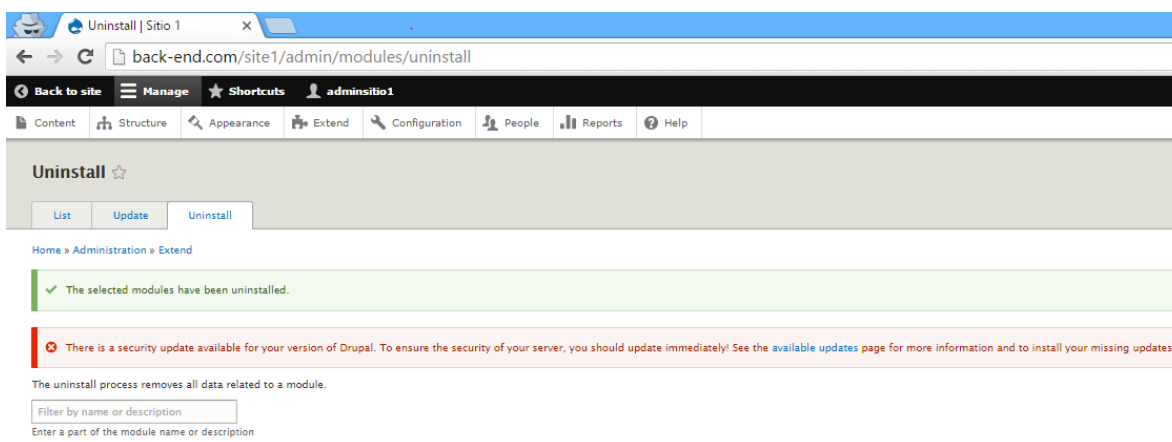 Uninstall | Sitio 1
back-end.com/site1/admin/modules/uninstall
Back to site Manage Shortcuts adminsitio1
Content Structure Appearance Extend Configuration People Reports Help
Uninstall
List Update Uninstall
Home » Administration » Extend
The selected modules have been uninstalled.
There is a security update available for your version of Drupal. To ensure the security of your server, you should update immediately! See the available updates page for more information and to install your missing updates
The uninstall process removes all data related to a module.
Filter by name or description
Enter a part of the module name or description